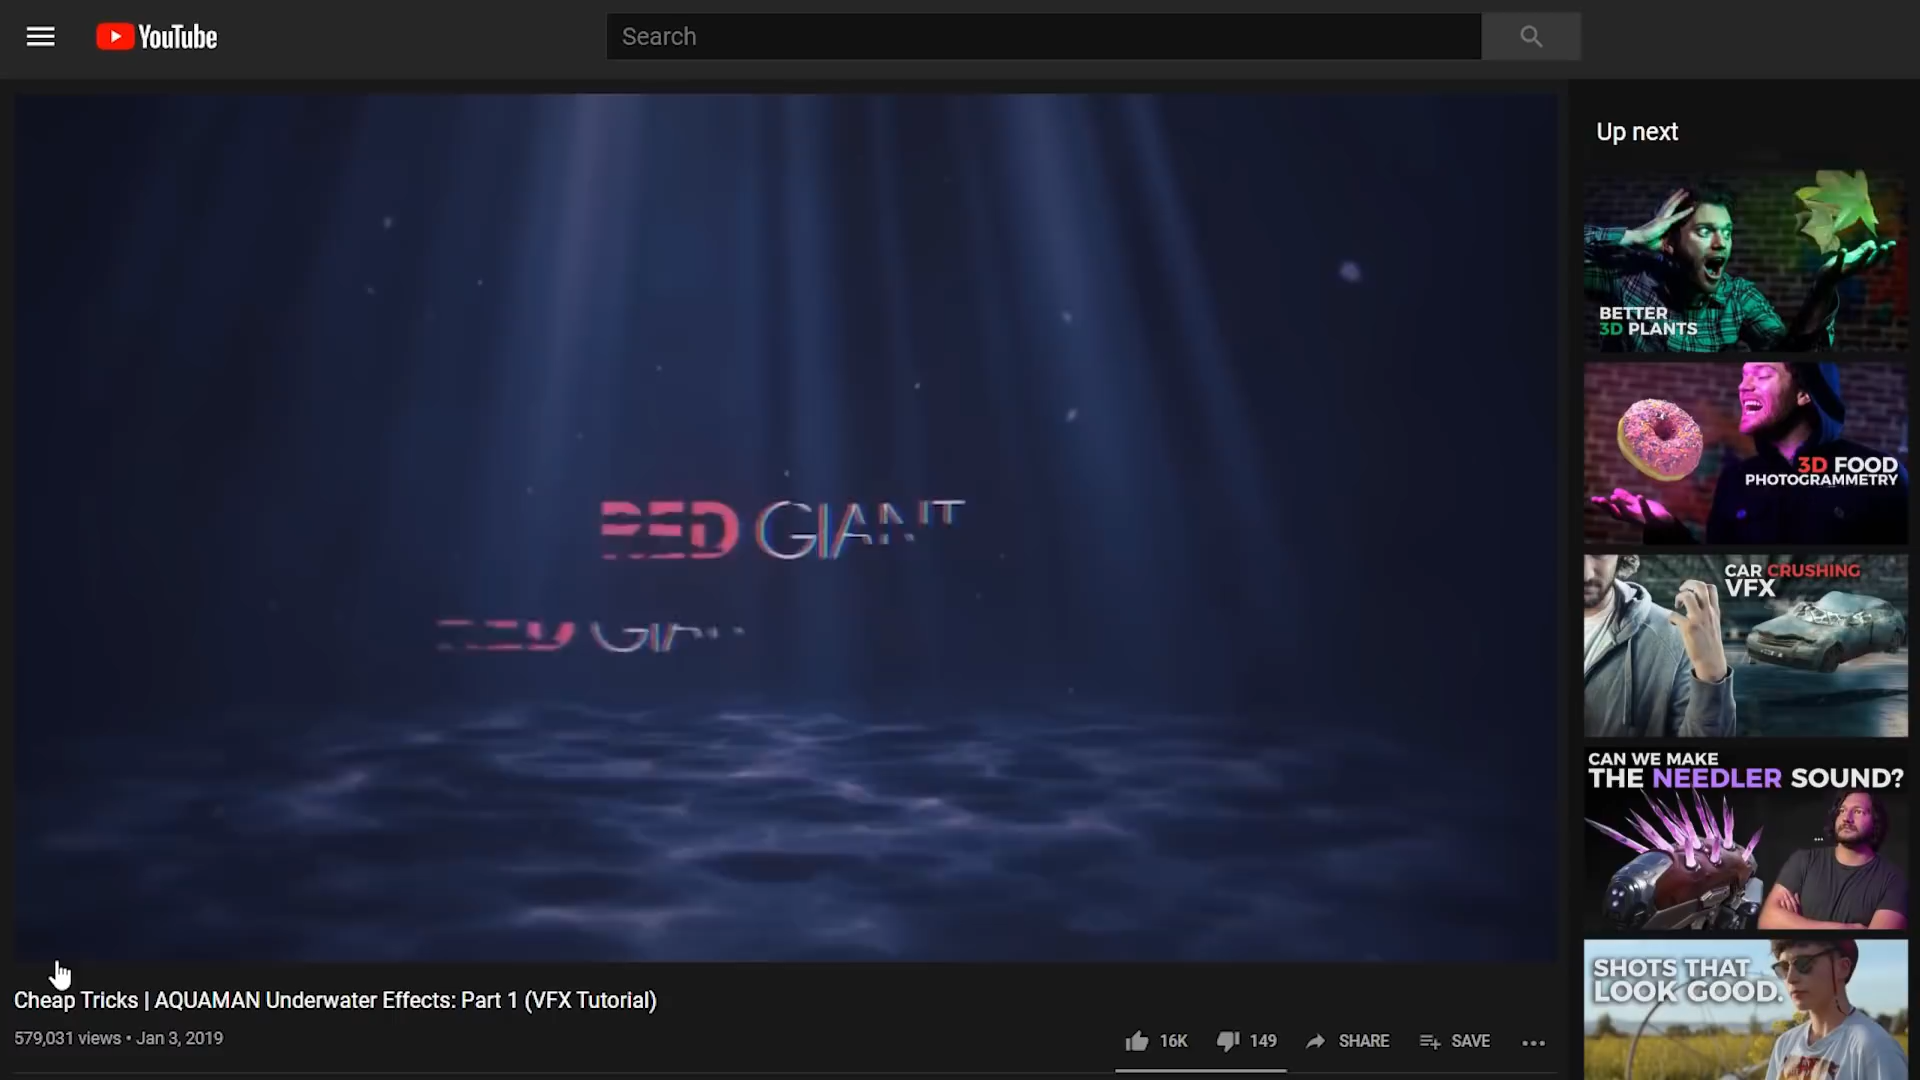 YouTube
Search
Up next
RED GIANT
BETTER
3D PLANTS
3D FOOD
PHOTOGRAMMETRY
CAR CRUSHING
VFX
CAN WE MAKE
THE NEEDLER SOUND?
SHOTS THAT
LOOK GOOD.
Cheap Tricks | AQUAMAN Underwater Effects: Part 1 (VFX Tutorial)
579,031 views • Jan 3, 2019
16K 149 SHARE SAVE